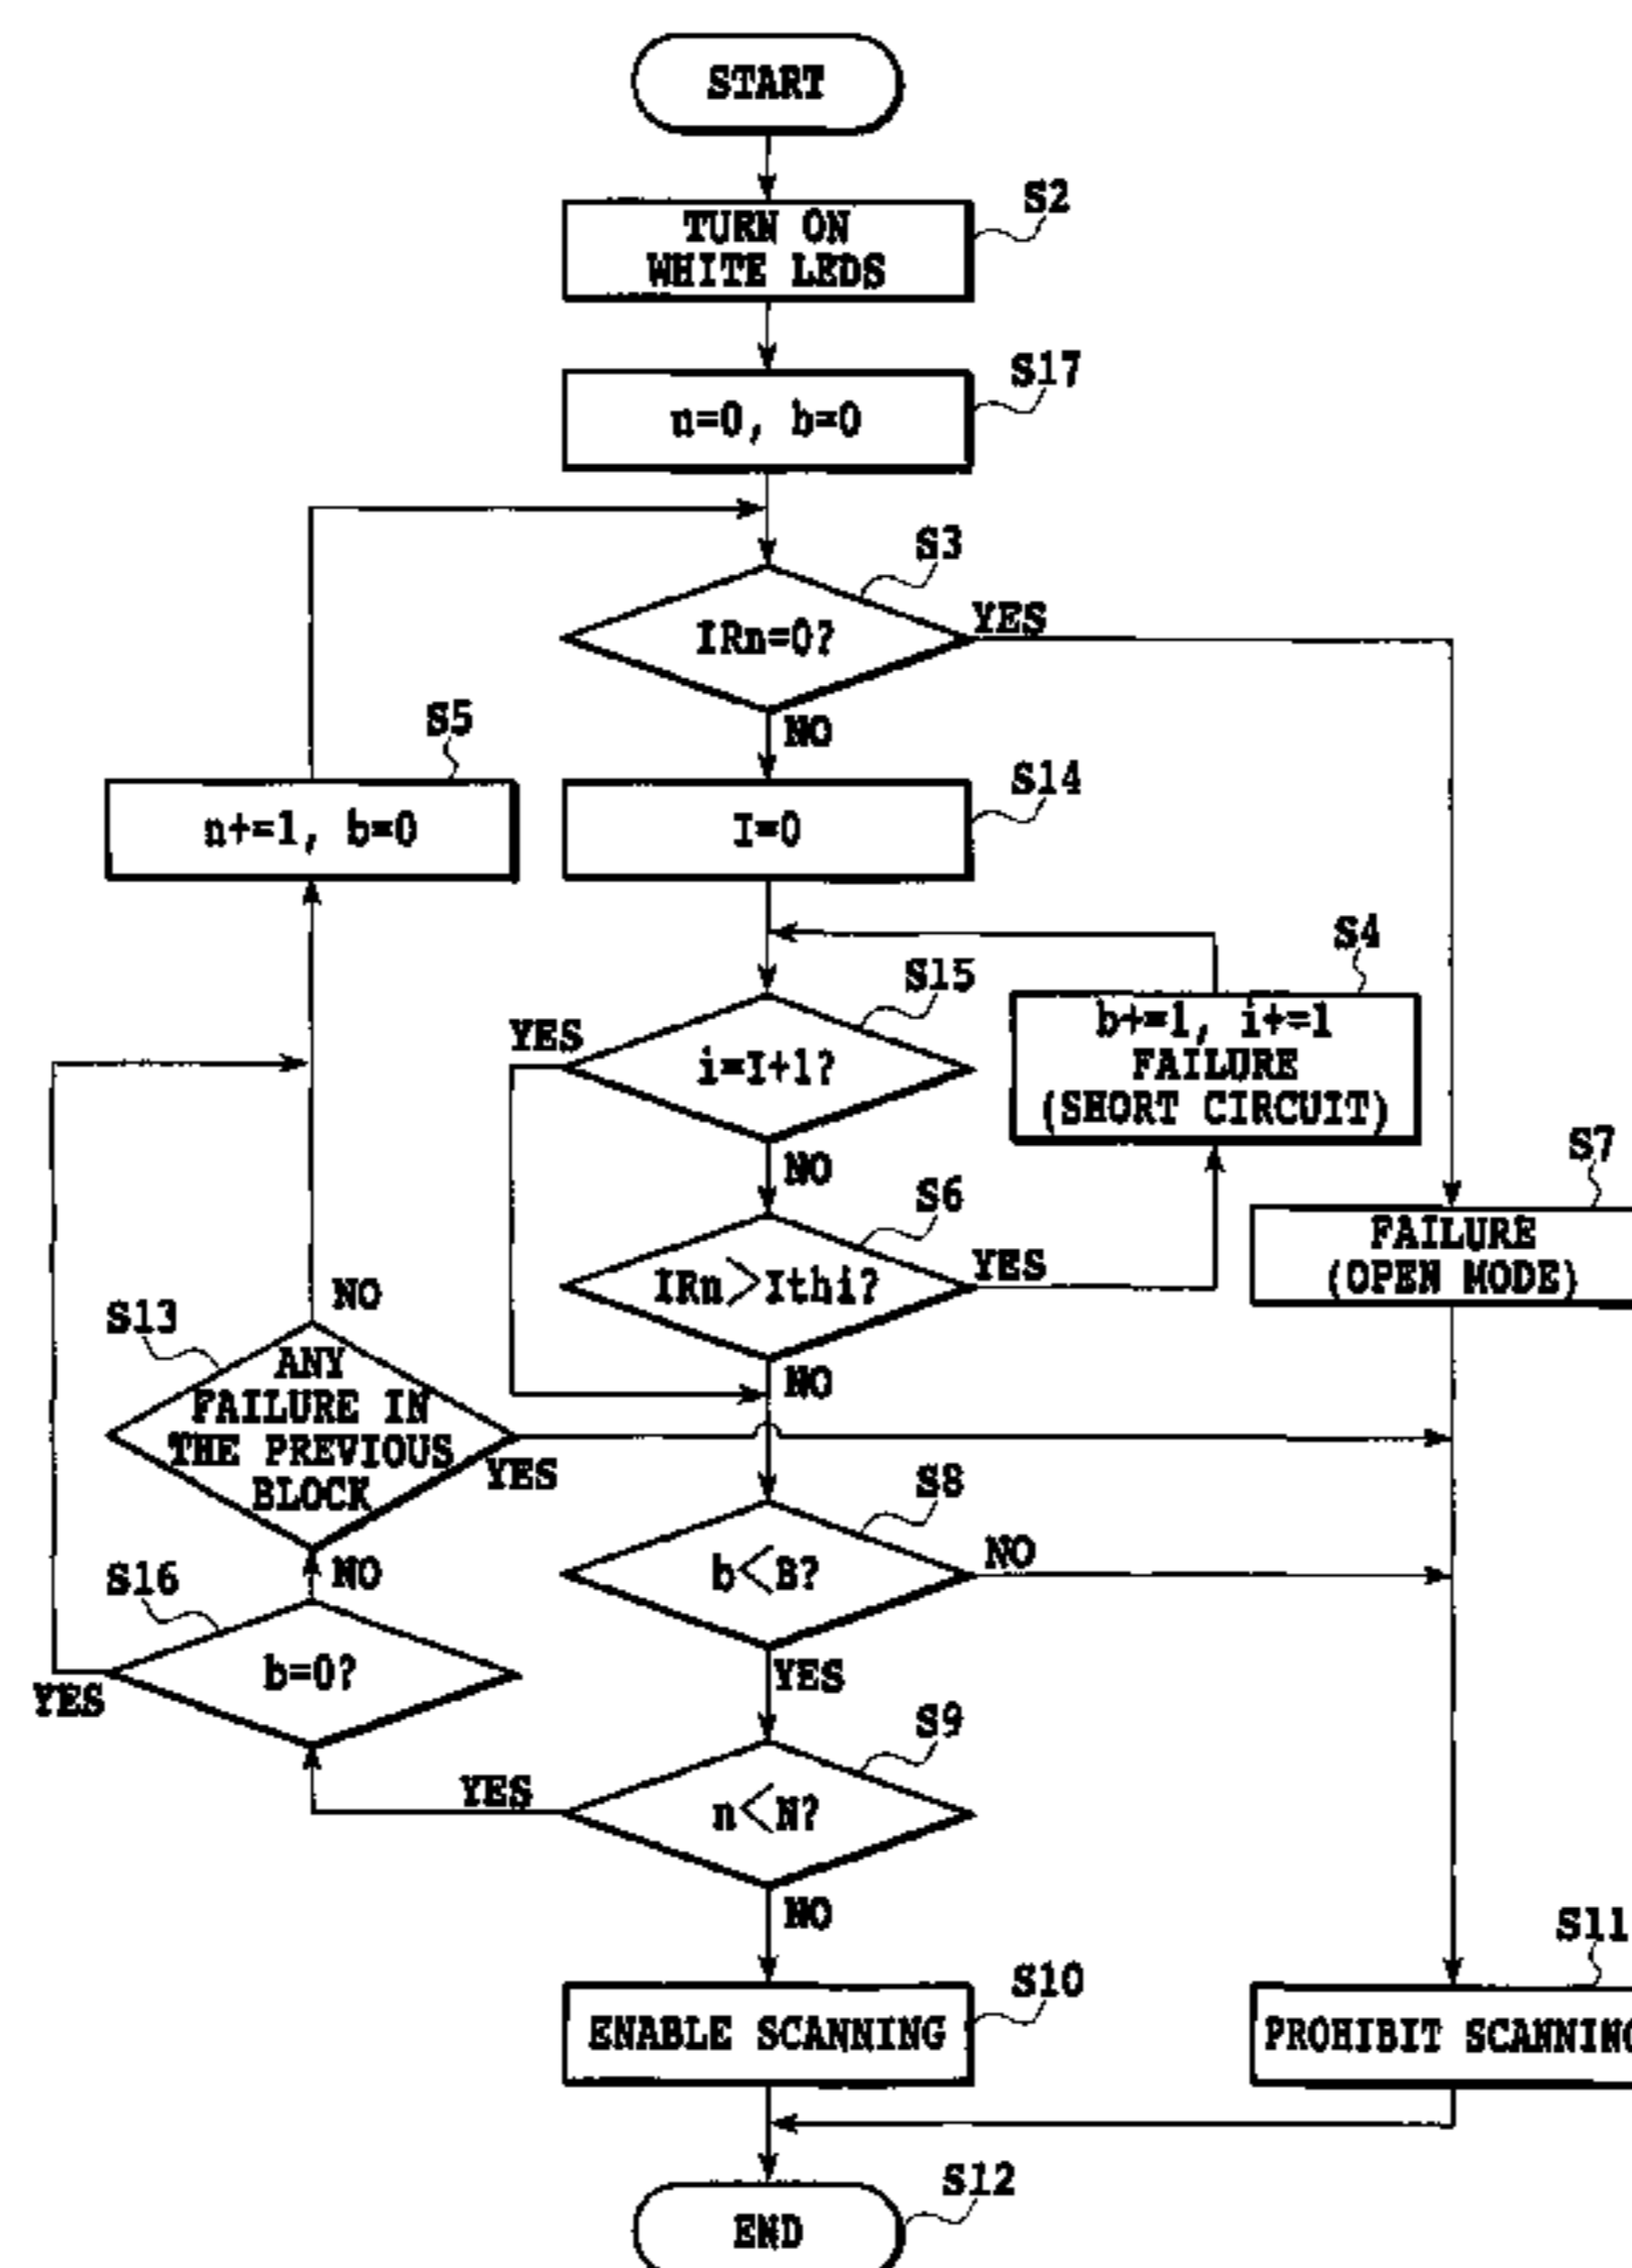 START
S2
TURN ON
WHITE LEDS
S17
n=0, b=0
S3
IRn=0?
YES
NO
S5
n+=1, b=0
S14
I=0
S4
b+=1, i+=1
FAILURE
(SHORT CIRCUIT)
S15
YES
i=I+1?
NO
S6
IRn>Ithi?
YES
NO
S7
FAILURE
(OPEN MODE)
NO
S13
ANY
FAILURE IN
THE PREVIOUS
BLOCK
YES
S8
b<B?
NO
YES
NO
S16
b=0?
YES
S9
YES
n<N?
NO
S10
ENABLE SCANNING
S11
PROHIBIT SCANNING
S12
END